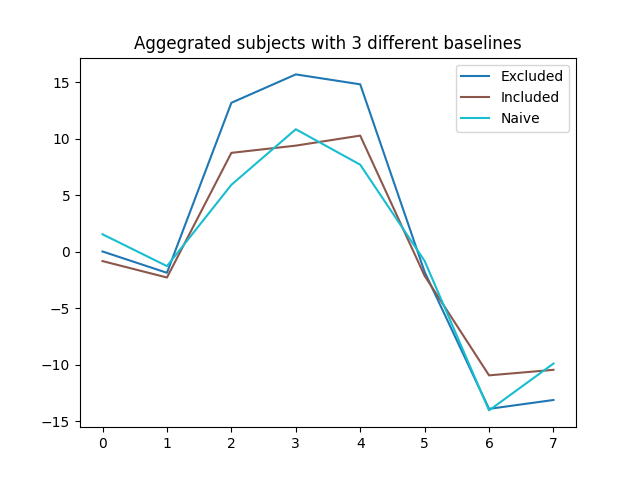 Aggegrated subjects with 3 different baselines
Excluded
Included
Naive
15
10
5
0
−5
−10
−15
0 1 2 3 4 5 6 7